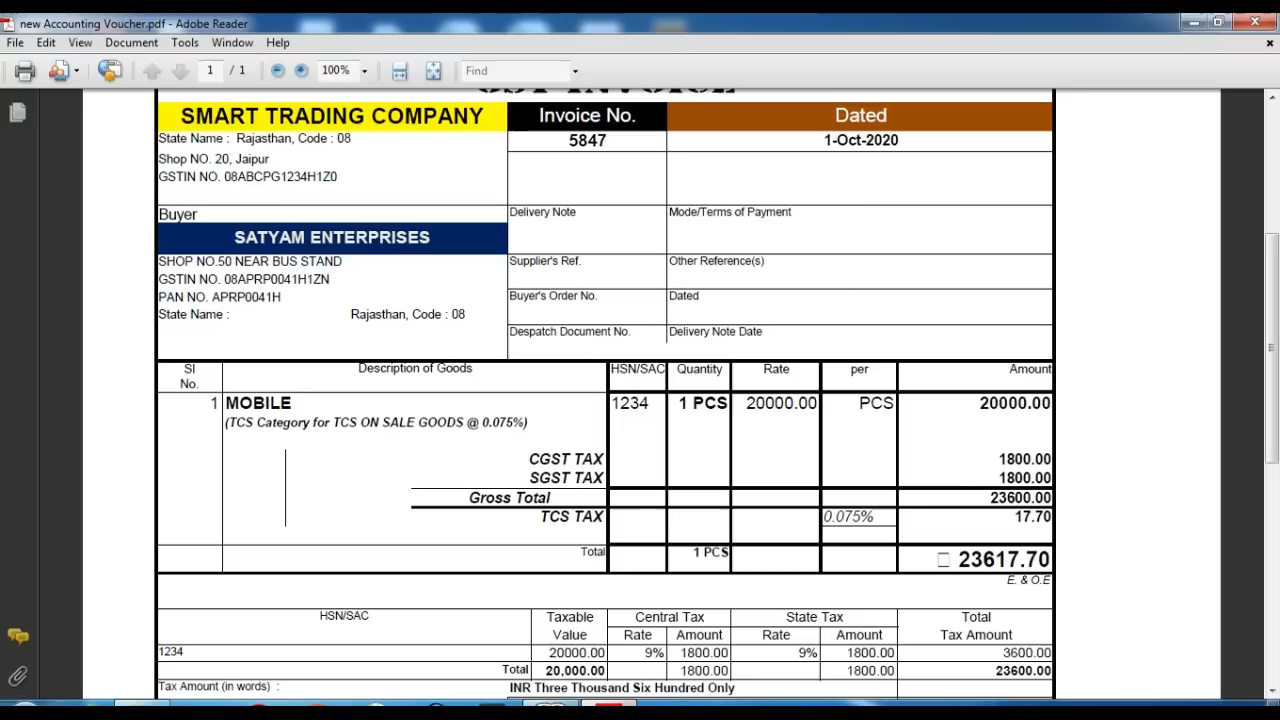 new Accounting Voucher.pdf - Adobe Reader
File Edit View Document Tools Window Help
1 / 1 100% Find
GST INVOICE
SMART TRADING COMPANY Invoice No. Dated
State Name : Rajasthan, Code : 08 5847 1-Oct-2020
Shop NO. 20, Jaipur
GSTIN NO. 08ABCPG1234H1Z0
Buyer Delivery Note Mode/Terms of Payment
SATYAM ENTERPRISES
SHOP NO.50 NEAR BUS STAND Supplier's Ref. Other Reference(s)
GSTIN NO. 08APRP0041H1ZN
PAN NO. APRP0041H Buyer's Order No. Dated
State Name : Rajasthan, Code : 08
Despatch Document No. Delivery Note Date
SI Description of Goods HSN/SAC Quantity Rate per Amount
No.
1 MOBILE 1234 1 PCS 20000.00 PCS 20000.00
(TCS Category for TCS ON SALE GOODS @ 0.075%)
CGST TAX 1800.00
SGST TAX 1800.00
Gross Total 23600.00
TCS TAX 0.075% 17.70
Total 1 PCS 23617.70
E. & O.E
HSN/SAC Taxable Central Tax State Tax Total
Value Rate Amount Rate Amount Tax Amount
1234 20000.00 9% 1800.00 9% 1800.00 3600.00
Total 20,000.00 1800.00 1800.00 23600.00
Tax Amount (in words) : INR Three Thousand Six Hundred Only